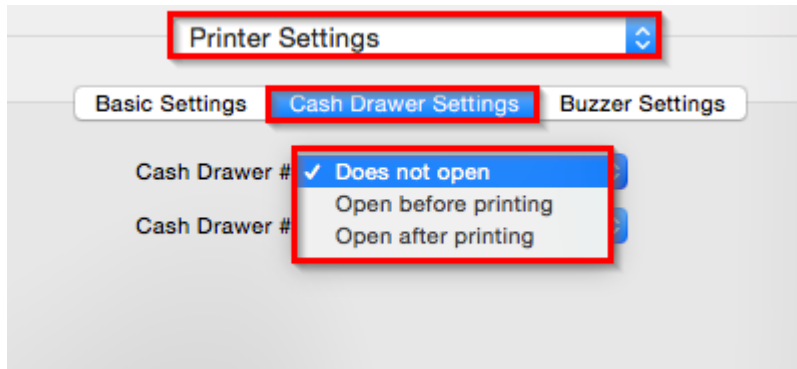 Printer Settings
Basic Settings Cash Drawer Settings Buzzer Settings
Cash Drawer # ✓ Does not open
Open before printing
Cash Drawer # Open after printing